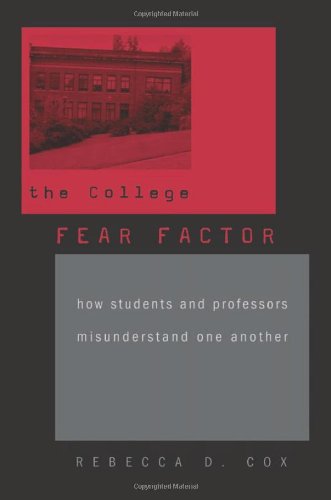 the College
FEAR FACTOR
how students and professors
misunderstand one another
REBECCA D. COX